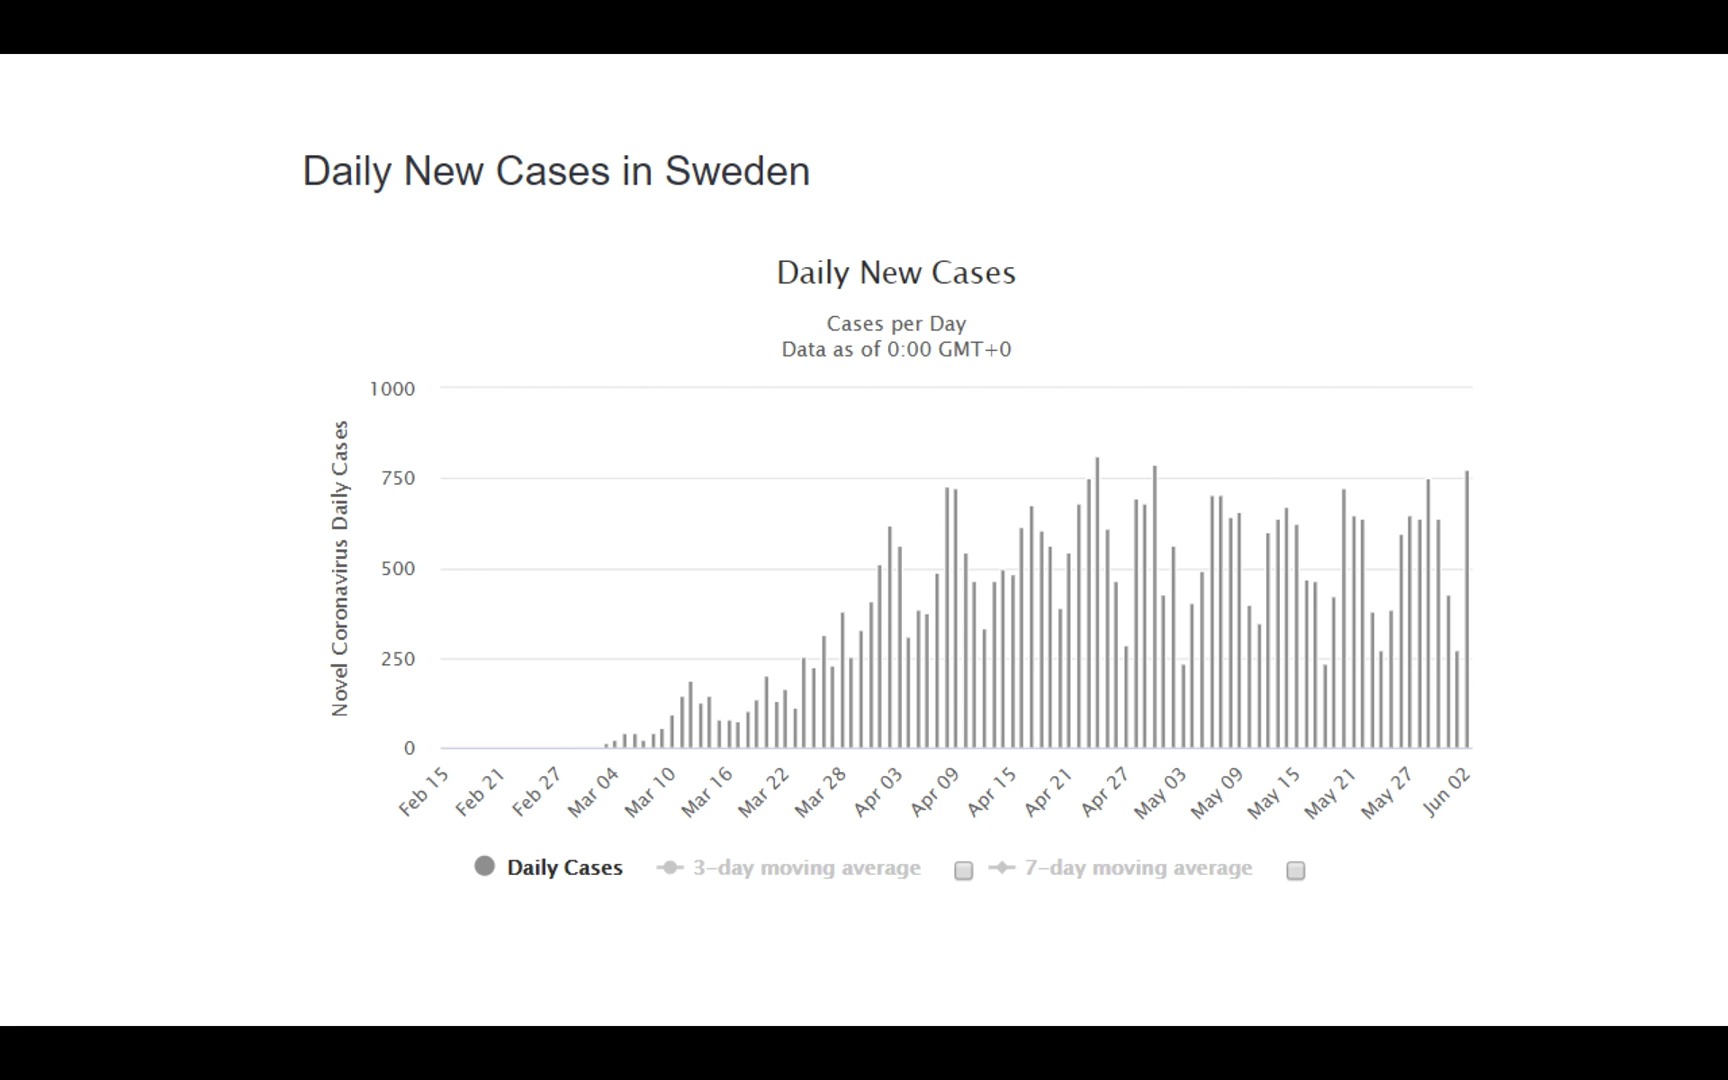 Daily New Cases in Sweden
Daily New Cases
Cases per Day
Data as of 0:00 GMT+0
Novel Coronavirus Daily Cases
1000
750
500
250
0
Feb 15 Feb 21 Feb 27 Mar 04 Mar 10 Mar 16 Mar 22 Mar 28 Apr 03 Apr 09 Apr 15 Apr 21 Apr 27 May 03 May 09 May 15 May 21 May 27 Jun 02
Daily Cases 3-day moving average 7-day moving average